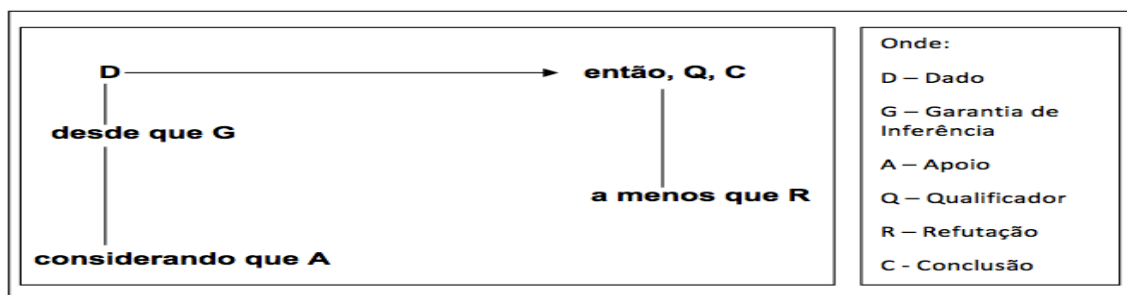 D
então, Q, C
desde que G
a menos que R
considerando que A
Onde:
D – Dado
G – Garantia de
Inferência
A – Apoio
Q – Qualificador
R – Refutação
C - Conclusão